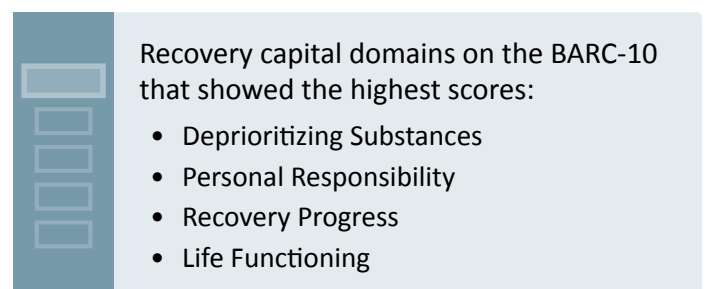 Recovery capital domains on the BARC-10
that showed the highest scores:
• Deprioritizing Substances
• Personal Responsibility
• Recovery Progress
• Life Functioning